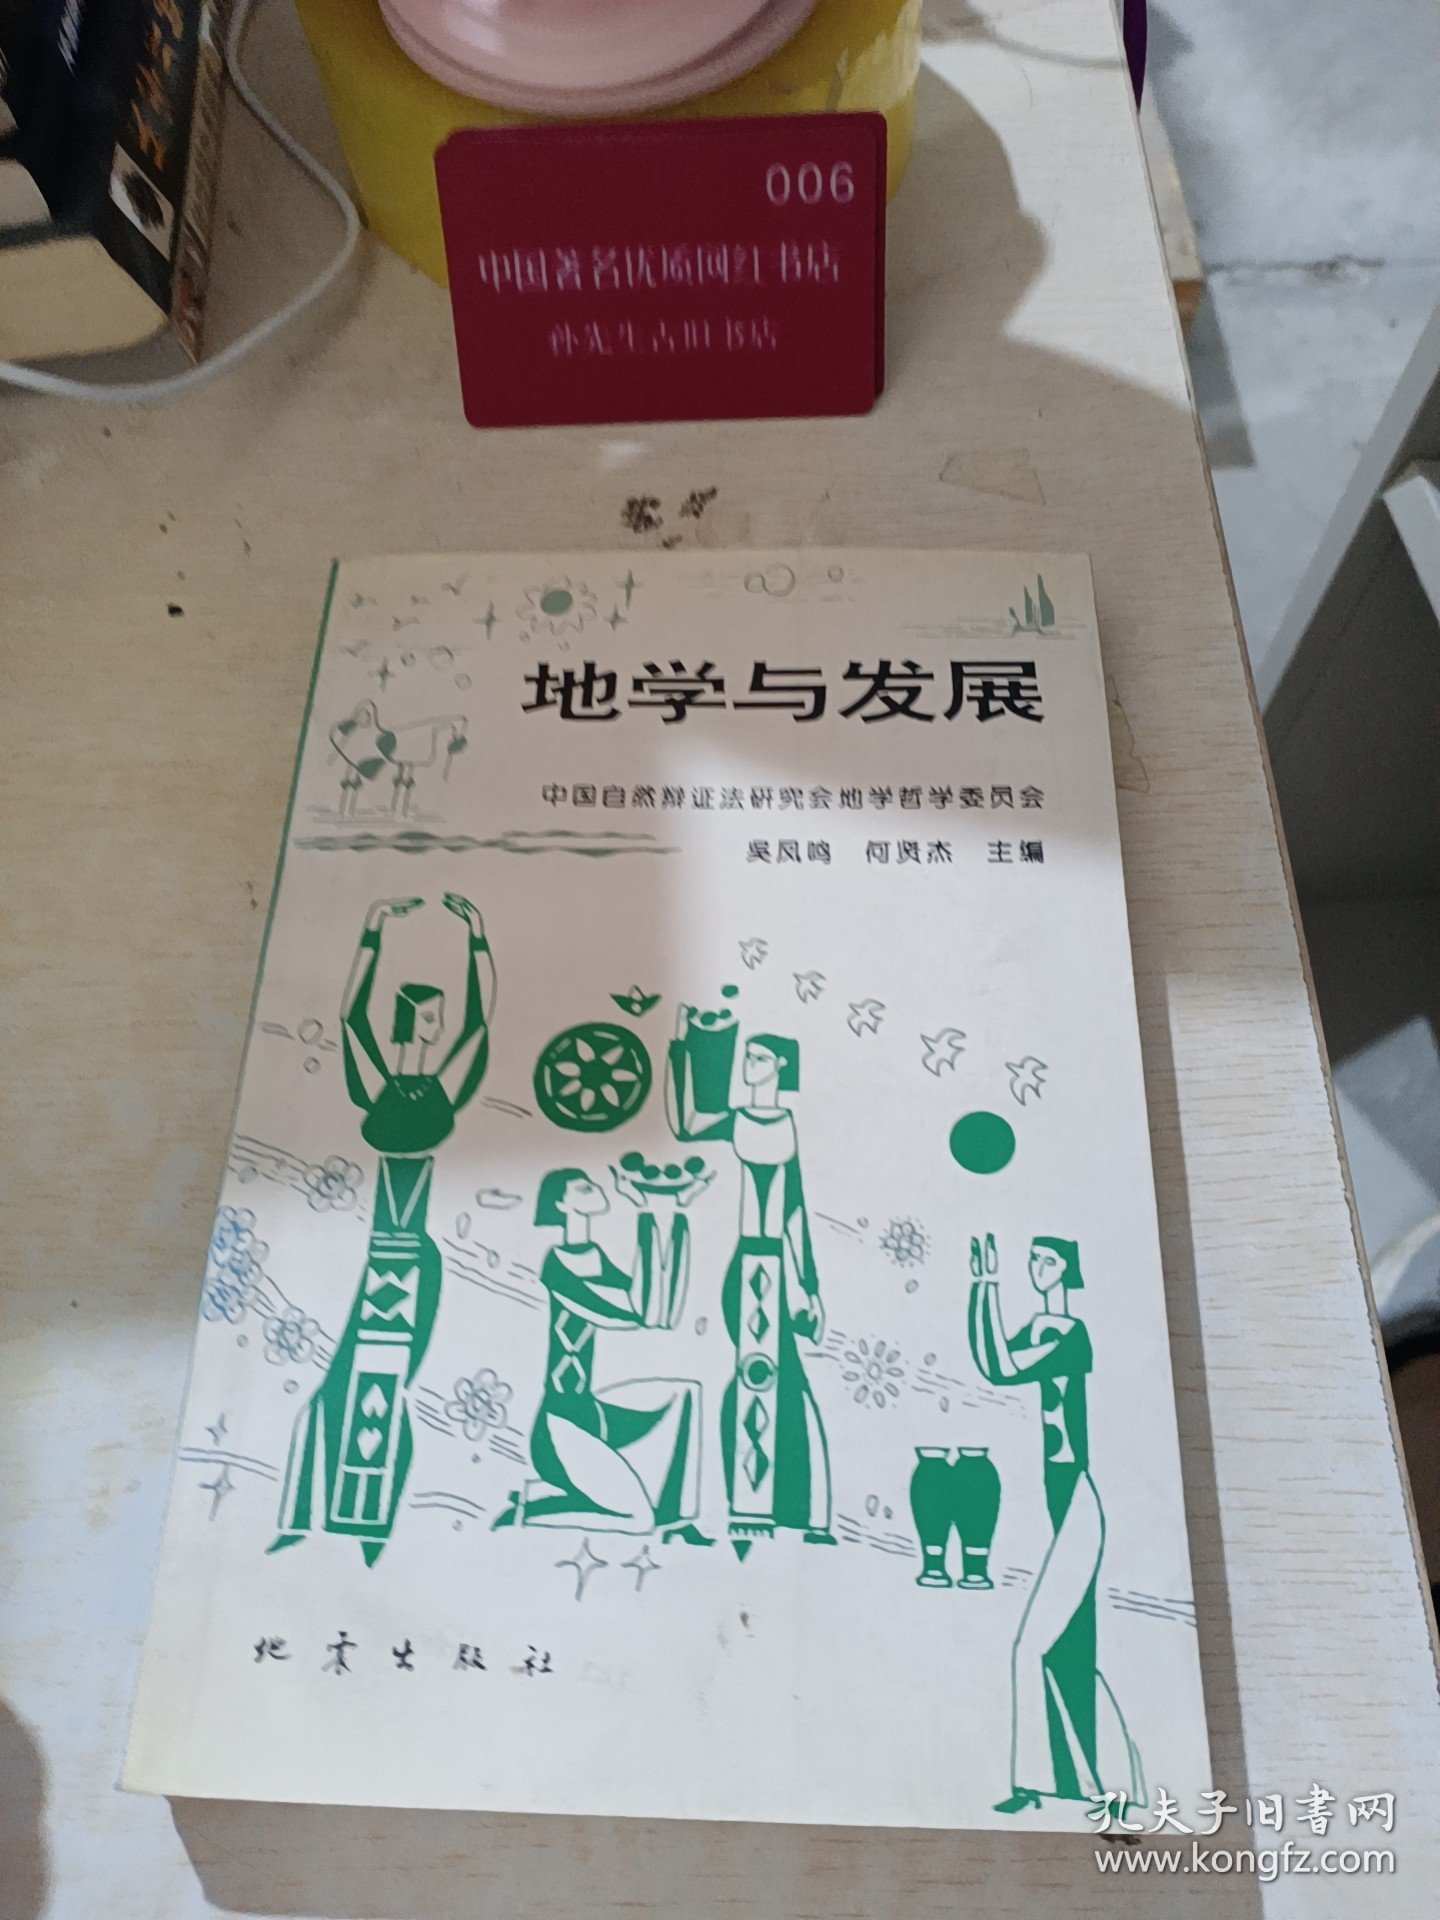 006
中国著名优质网红书店
孙先生古旧书店
地学与发展
中国自然辩证法研究会地学哲学委员会
吴凤鸣 何贤杰 主编
地震出版社
孔夫子旧書网
www.kongfz.com